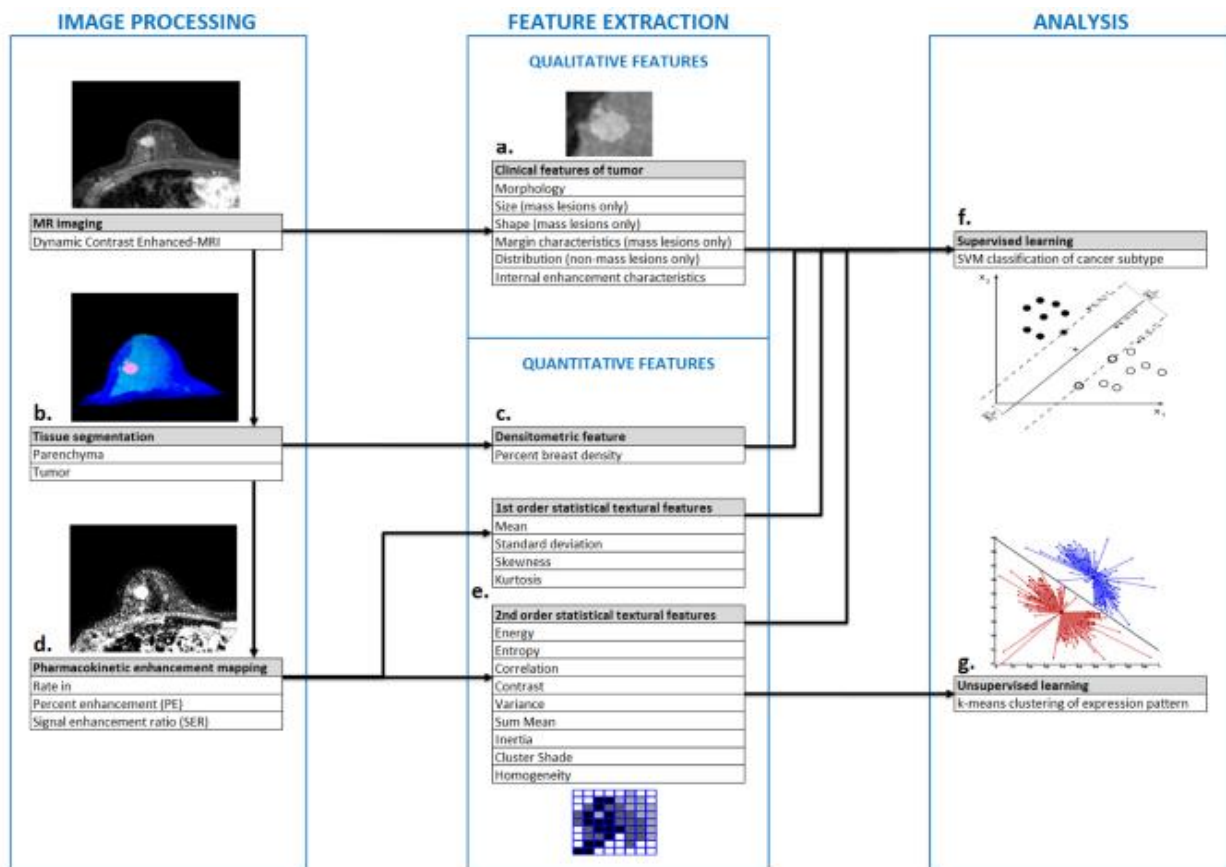 IMAGE PROCESSING
FEATURE EXTRACTION
ANALYSIS
MR imaging
Dynamic Contrast Enhanced-MRI
b.
Tissue segmentation
Parenchyma
Tumor
d.
Pharmacokinetic enhancement mapping
Rate in
Percent enhancement (PE)
Signal enhancement ratio (SER)
QUALITATIVE FEATURES
a.
Clinical features of tumor
Morphology
Size (mass lesions only)
Shape (mass lesions only)
Margin characteristics (mass lesions only)
Distribution (non-mass lesions only)
Internal enhancement characteristics
QUANTITATIVE FEATURES
c.
Densitometric feature
Percent breast density
1st order statistical textural features
Mean
Standard deviation
Skewness
Kurtosis
e.
2nd order statistical textural features
Energy
Entropy
Correlation
Contrast
Variance
Sum Mean
Inertia
Cluster Shade
Homogeneity
f.
Supervised learning
SVM classification of cancer subtype
X₂
X₁
g.
Unsupervised learning
k-means clustering of expression pattern